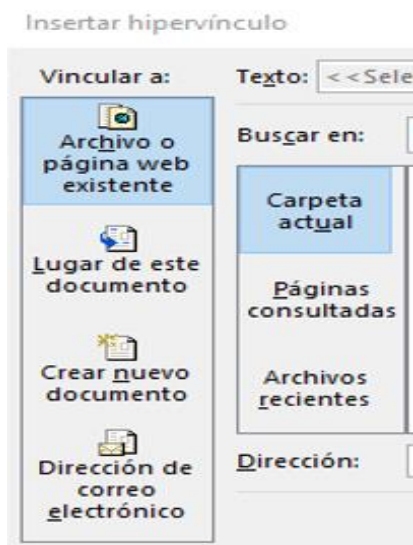 Insertar hipervínculo
Vincular a:
Texto: <<Sele
Archivo o
página web
existente
Buscar en:
Carpeta
actual
Lugar de este
documento
Páginas
consultadas
Crear nuevo
documento
Archivos
recientes
Dirección de
correo
electrónico
Dirección: